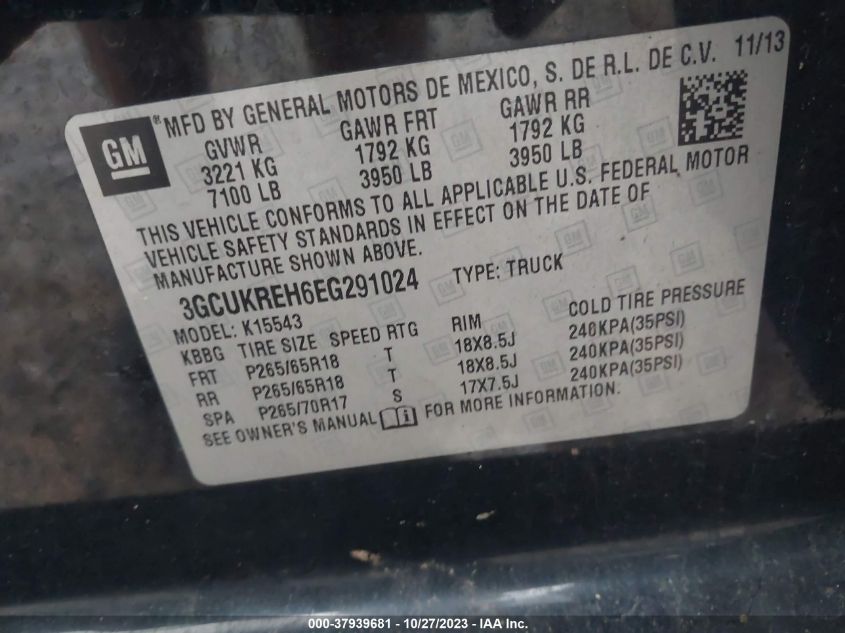 MFD BY GENERAL MOTORS DE MEXICO, S. DE R.L. DE C.V. 11/13
GM
GVWR GAWR FRT GAWR RR
3221 KG 1792 KG 1792 KG
7100 LB 3950 LB 3950 LB
THIS VEHICLE CONFORMS TO ALL APPLICABLE U.S. FEDERAL MOTOR
VEHICLE SAFETY STANDARDS IN EFFECT ON THE DATE OF
MANUFACTURE SHOWN ABOVE.
3GCUKREH6EG291024 TYPE: TRUCK
MODEL: K15543
KBBG TIRE SIZE SPEED RTG RIM COLD TIRE PRESSURE
FRT P265/65R18 T 18X8.5J 240KPA(35PSI)
RR P265/65R18 T 18X8.5J 240KPA(35PSI)
SPA P265/70R17 S 17X7.5J 240KPA(35PSI)
SEE OWNER'S MANUAL FOR MORE INFORMATION.
000-37939681 - 10/27/2023 - IAA Inc.